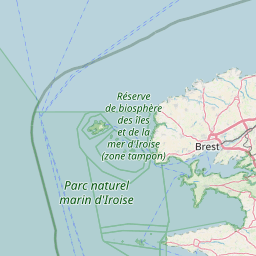 Réserve
de biosphère
des îles
et de la
mer d'Iroise
(zone tampon)
Brest
Parc naturel
marin d'Iroise